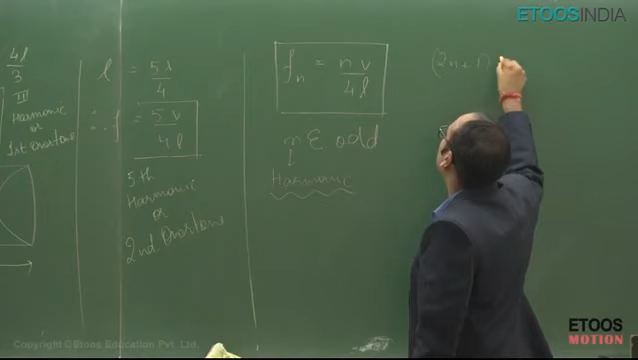 4l
3
III
Harmonic
or
1st Overtone
l = 5λ
4
∴ f = 5v
4l
5th
Harmonic
or
2nd. Overtone
fn = nv
4l
n ∈ odd
Harmonic
(2n+1)
ETOOSINDIA
ETOOS
MOTION
Copyright © Etoos Education Pvt. Ltd.